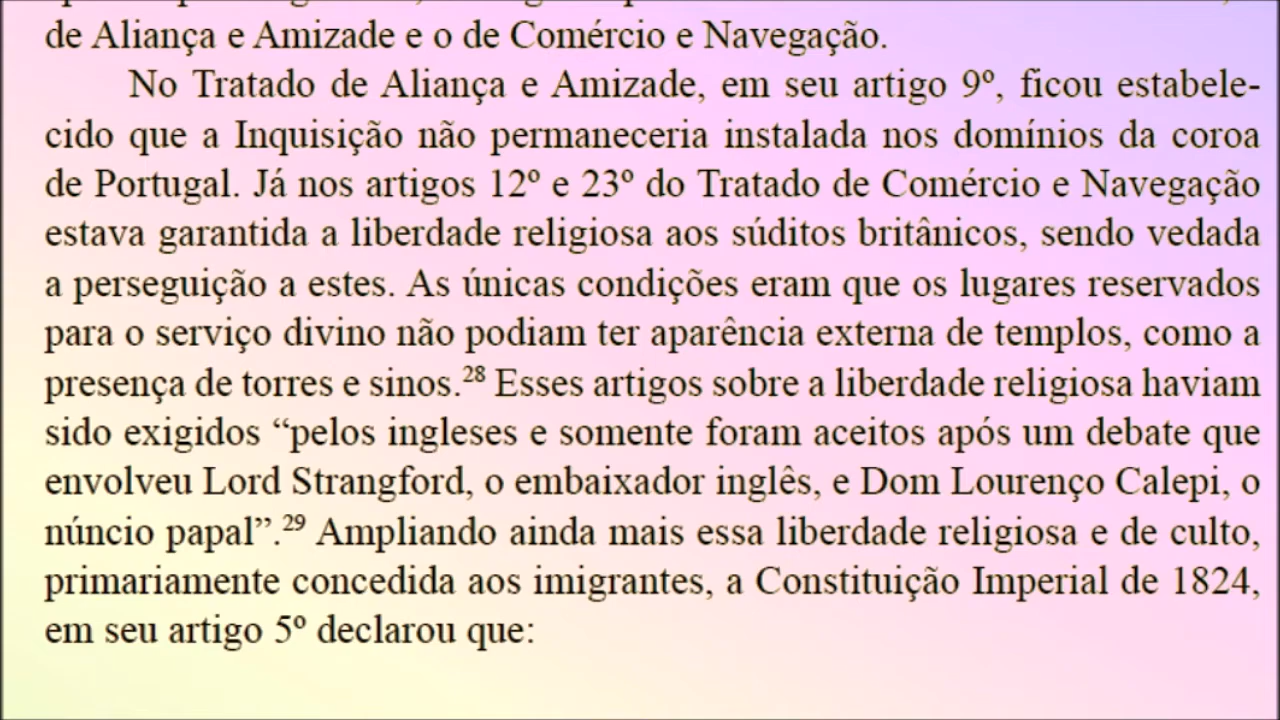 de Aliança e Amizade e o de Comércio e Navegação.
No Tratado de Aliança e Amizade, em seu artigo 9º, ficou estabele-
cido que a Inquisição não permaneceria instalada nos domínios da coroa
de Portugal. Já nos artigos 12º e 23º do Tratado de Comércio e Navegação
estava garantida a liberdade religiosa aos súditos britânicos, sendo vedada
a perseguição a estes. As únicas condições eram que os lugares reservados
para o serviço divino não podiam ter aparência externa de templos, como a
presença de torres e sinos.²⁸ Esses artigos sobre a liberdade religiosa haviam
sido exigidos “pelos ingleses e somente foram aceitos após um debate que
envolveu Lord Strangford, o embaixador inglês, e Dom Lourenço Calepi, o
núncio papal”.²⁹ Ampliando ainda mais essa liberdade religiosa e de culto,
primariamente concedida aos imigrantes, a Constituição Imperial de 1824,
em seu artigo 5º declarou que: